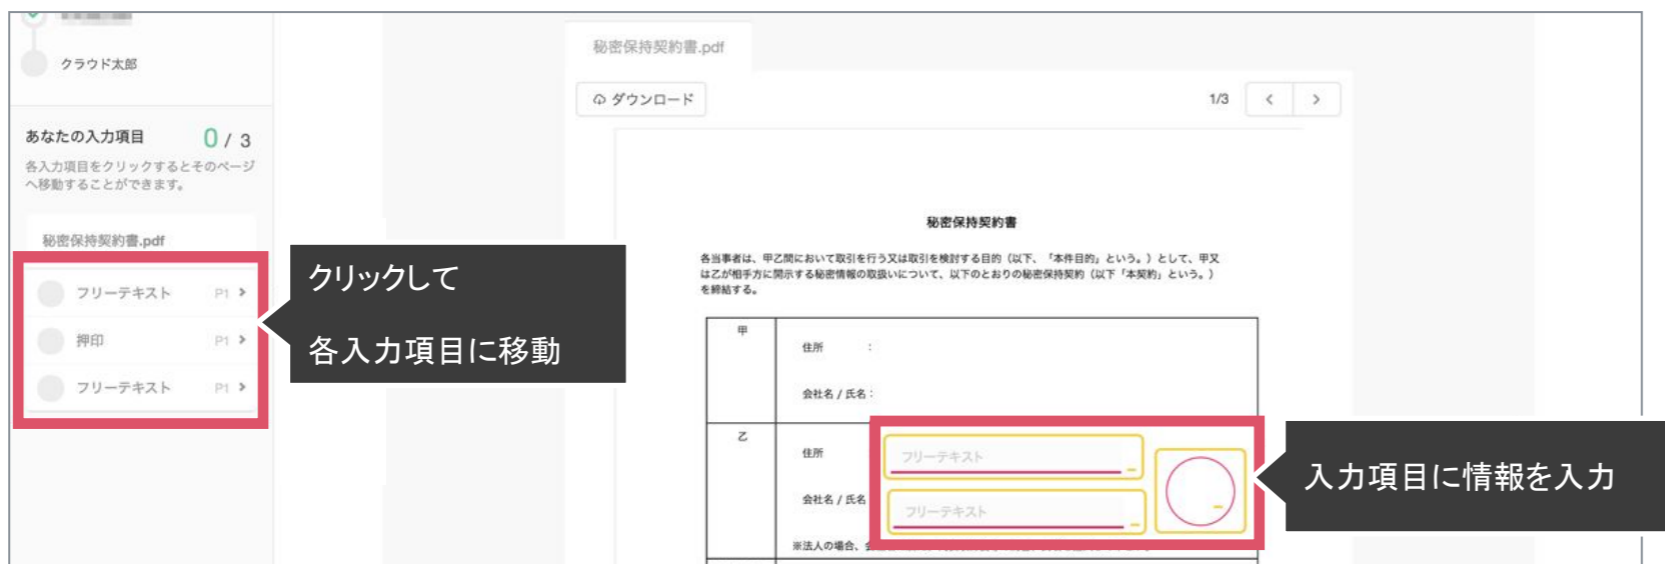 クラウド太郎
あなたの入力項目 0 / 3
各入力項目をクリックするとそのページ
へ移動することができます。
秘密保持契約書.pdf
フリーテキスト P1 >
押印 P1 >
フリーテキスト P1 >
クリックして
各入力項目に移動
秘密保持契約書.pdf
ダウンロード
1/3 < >
秘密保持契約書
各当事者は、甲乙間において取引を行う又は取引を検討する目的（以下、「本件目的」という。）として、甲又
は乙が相手方に開示する秘密情報の取扱いについて、以下のとおりの秘密保持契約（以下「本契約」という。）
を締結する。
甲
住所 :
会社名 / 氏名 :
乙
住所
フリーテキスト
会社名 / 氏名
フリーテキスト
※法人の場合、
入力項目に情報を入力